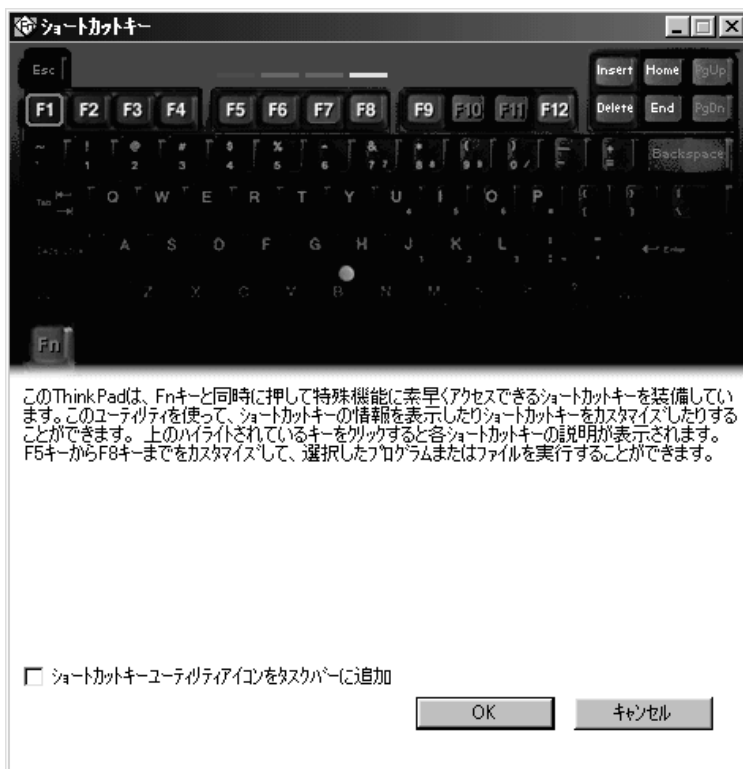 ショートカットキー
Esc Insert Home PgUp
F1 F2 F3 F4 F5 F6 F7 F8 F9 F10 F11 F12 Delete End PgDn
~ ! @ # $ % & Backspace
1 2 3 4 5 6 7 8 9 0
Tab Q W E R T Y U I O P
A S D F G H J K L Enter
Z X C V B N M
Fn
このThinkPadは、Fnキーと同時に押して特殊機能に素早くアクセスできるショートカットキーを装備してい
ます。このユーティリティを使って、ショートカットキーの情報を表示したりショートカットキーをカスタマイズしたりする
ことができます。 上のハイライトされているキーをクリックすると各ショートカットキーの説明が表示されます。
F5キーからF8キーまでをカスタマイズして、選択したプログラムまたはファイルを実行することができます。
ショートカットキーユーティリティアイコンをタスクバーに追加
OK キャンセル